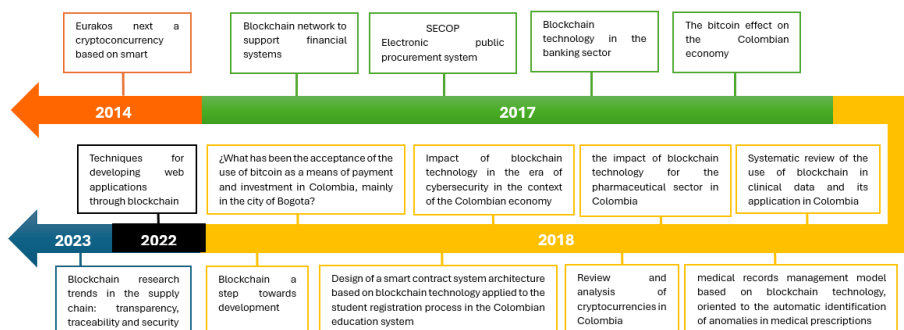 Eurakos next a
cryptoconcurrency
based on smart
Blockchain network to
support financial
systems
SECOP
Electronic public
procurement system
Blockchain
technology in the
banking sector
The bitcoin effect on
the Colombian
economy
2014
2017
Techniques for
developing web
applications
through blockchain
¿What has been the acceptance of the
use of bitcoin as a means of payment
and investment in Colombia, mainly
in the city of Bogota?
Impact of blockchain
technology in the era of
cybersecurity in the context
of the Colombian economy
the impact of blockchain
technology for the
pharmaceutical sector in
Colombia
Systematic review of the
use of blockchain in
clinical data and its
application in Colombia
2023
2022
2018
Blockchain research
trends in the supply
chain: transparency,
traceability and security
Blockchain a
step towards
development
Design of a smart contract system architecture
based on blockchain technology applied to the
student registration process in the Colombian
education system
Review and
analysis of
cryptocurrencies in
Colombia
medical records management model
based on blockchain technology,
oriented to the automatic identification
of anomalies in medical prescriptions